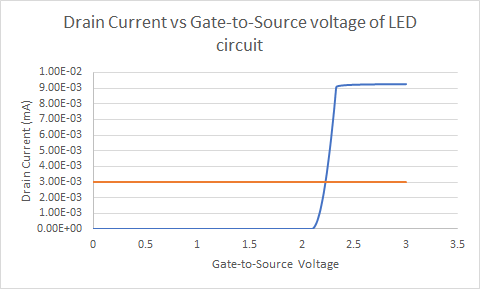 Drain Current vs Gate-to-Source voltage of LED
circuit
Drain Current (mA)
1.00E-02
9.00E-03
8.00E-03
7.00E-03
6.00E-03
5.00E-03
4.00E-03
3.00E-03
2.00E-03
1.00E-03
0.00E+00
0 0.5 1 1.5 2 2.5 3 3.5
Gate-to-Source Voltage